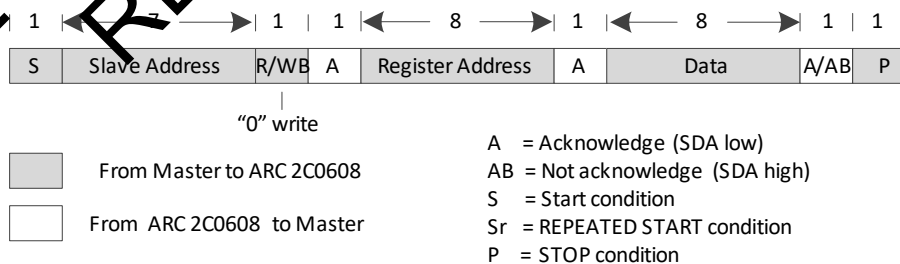 1 7 1 1 8 1 8 1 1
S Slave Address R/WB A Register Address A Data A/AB P
"0" write
A = Acknowledge (SDA low)
From Master to ARC 2C0608
AB = Not acknowledge (SDA high)
S = Start condition
From ARC 2C0608 to Master
Sr = REPEATED START condition
P = STOP condition